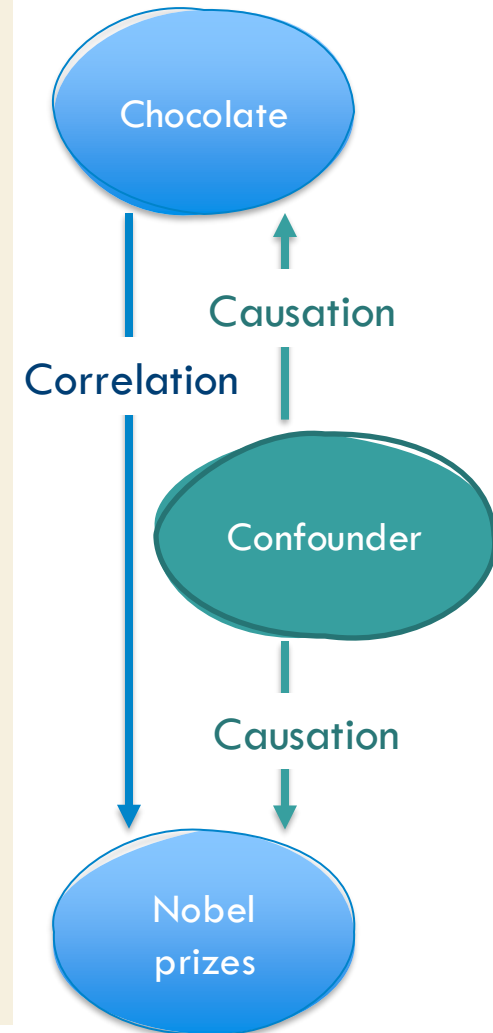 Chocolate
Causation
Correlation
Confounder
Causation
Nobel
prizes